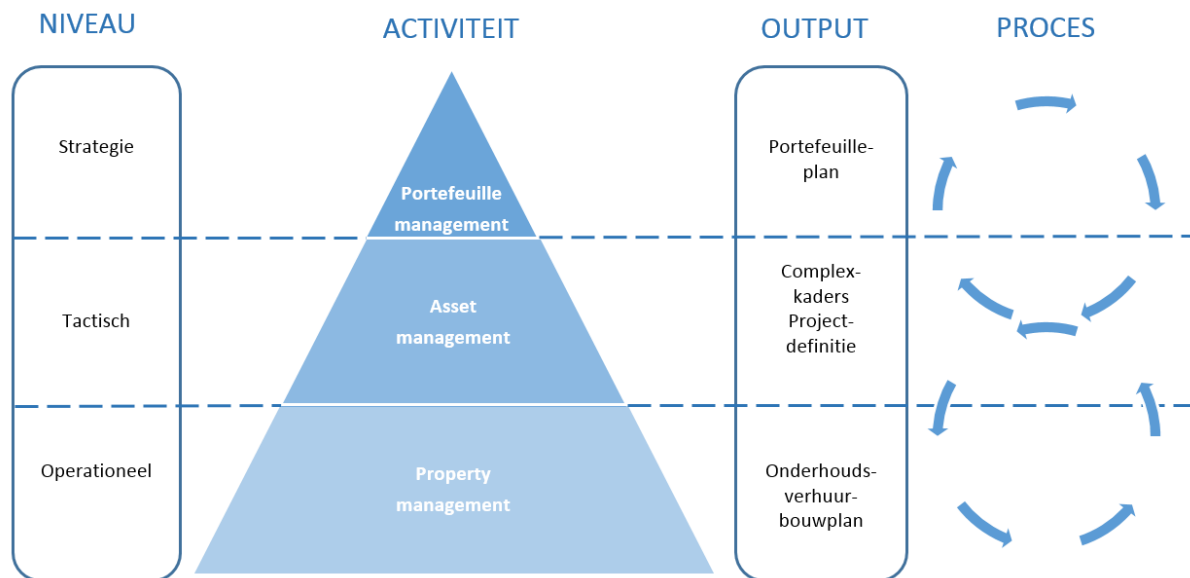 NIVEAU
ACTIVITEIT
OUTPUT
PROCES
Strategie
Portefeuille
management
Portefeuille-
plan
Tactisch
Asset
management
Complex-
kaders
Project-
definitie
Operationeel
Property
management
Onderhouds-
verhuur-
bouwplan